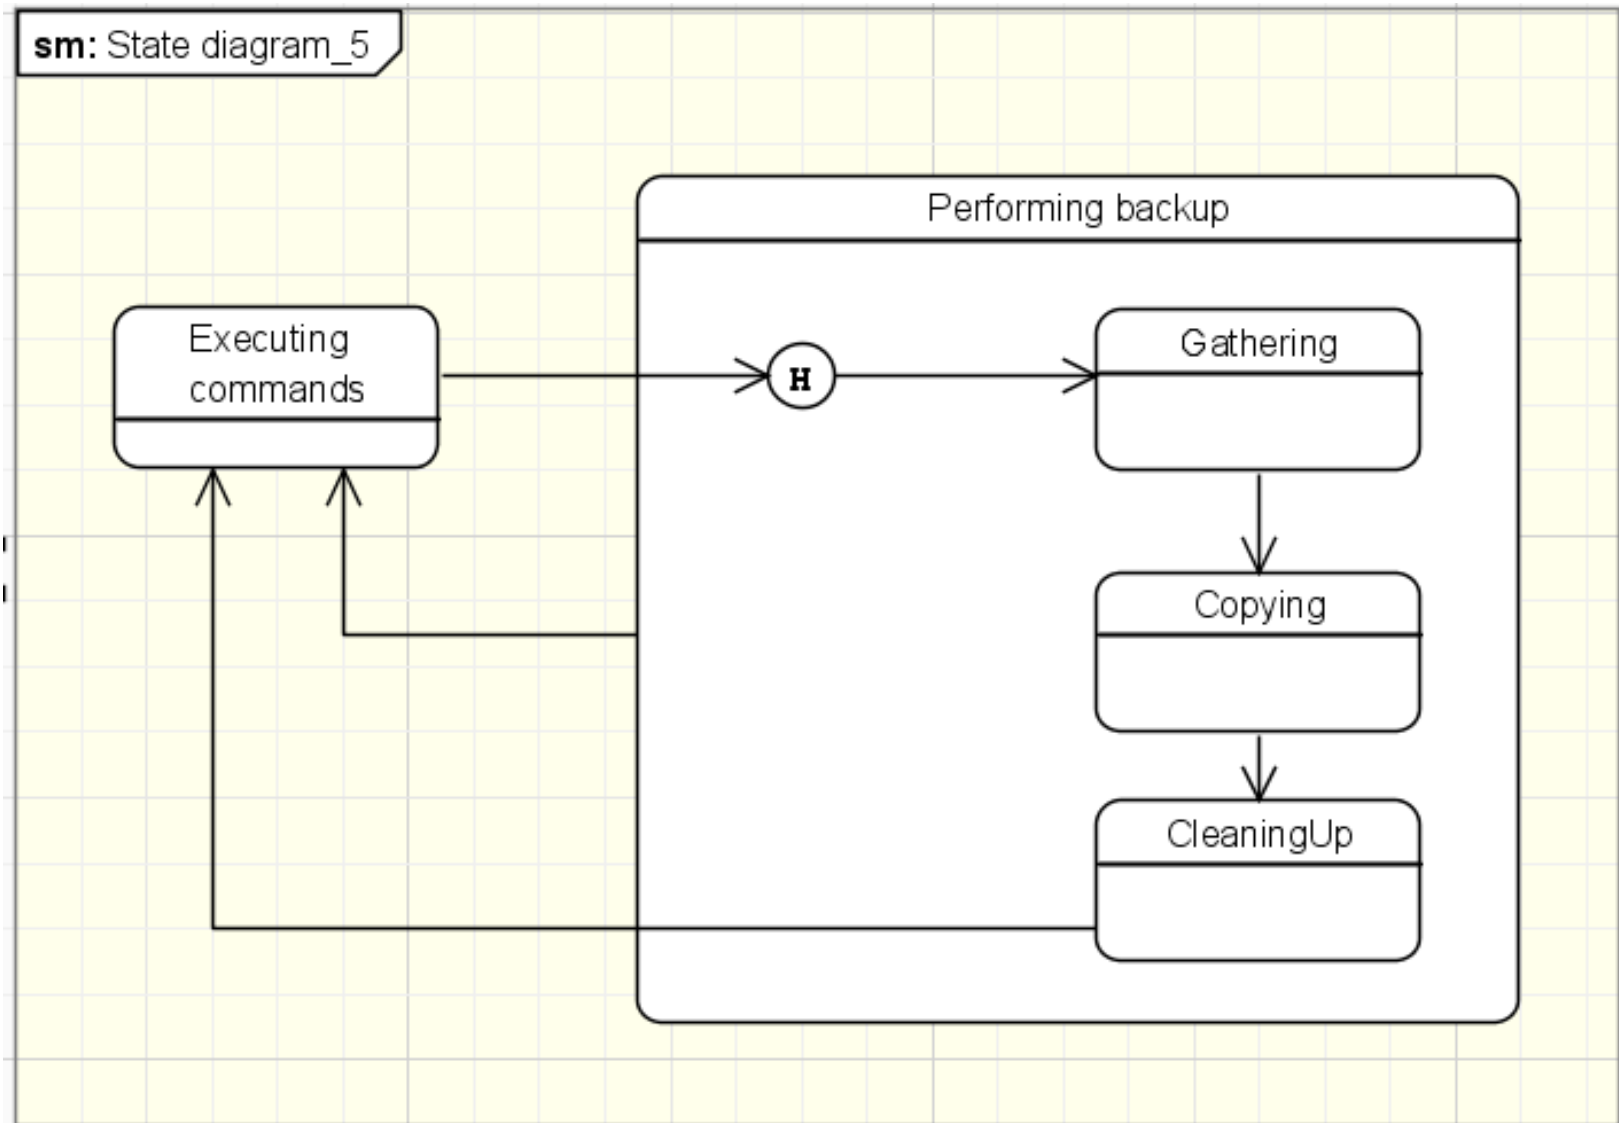 sm: State diagram_5
Performing backup
Executing
commands
H
Gathering
Copying
CleaningUp